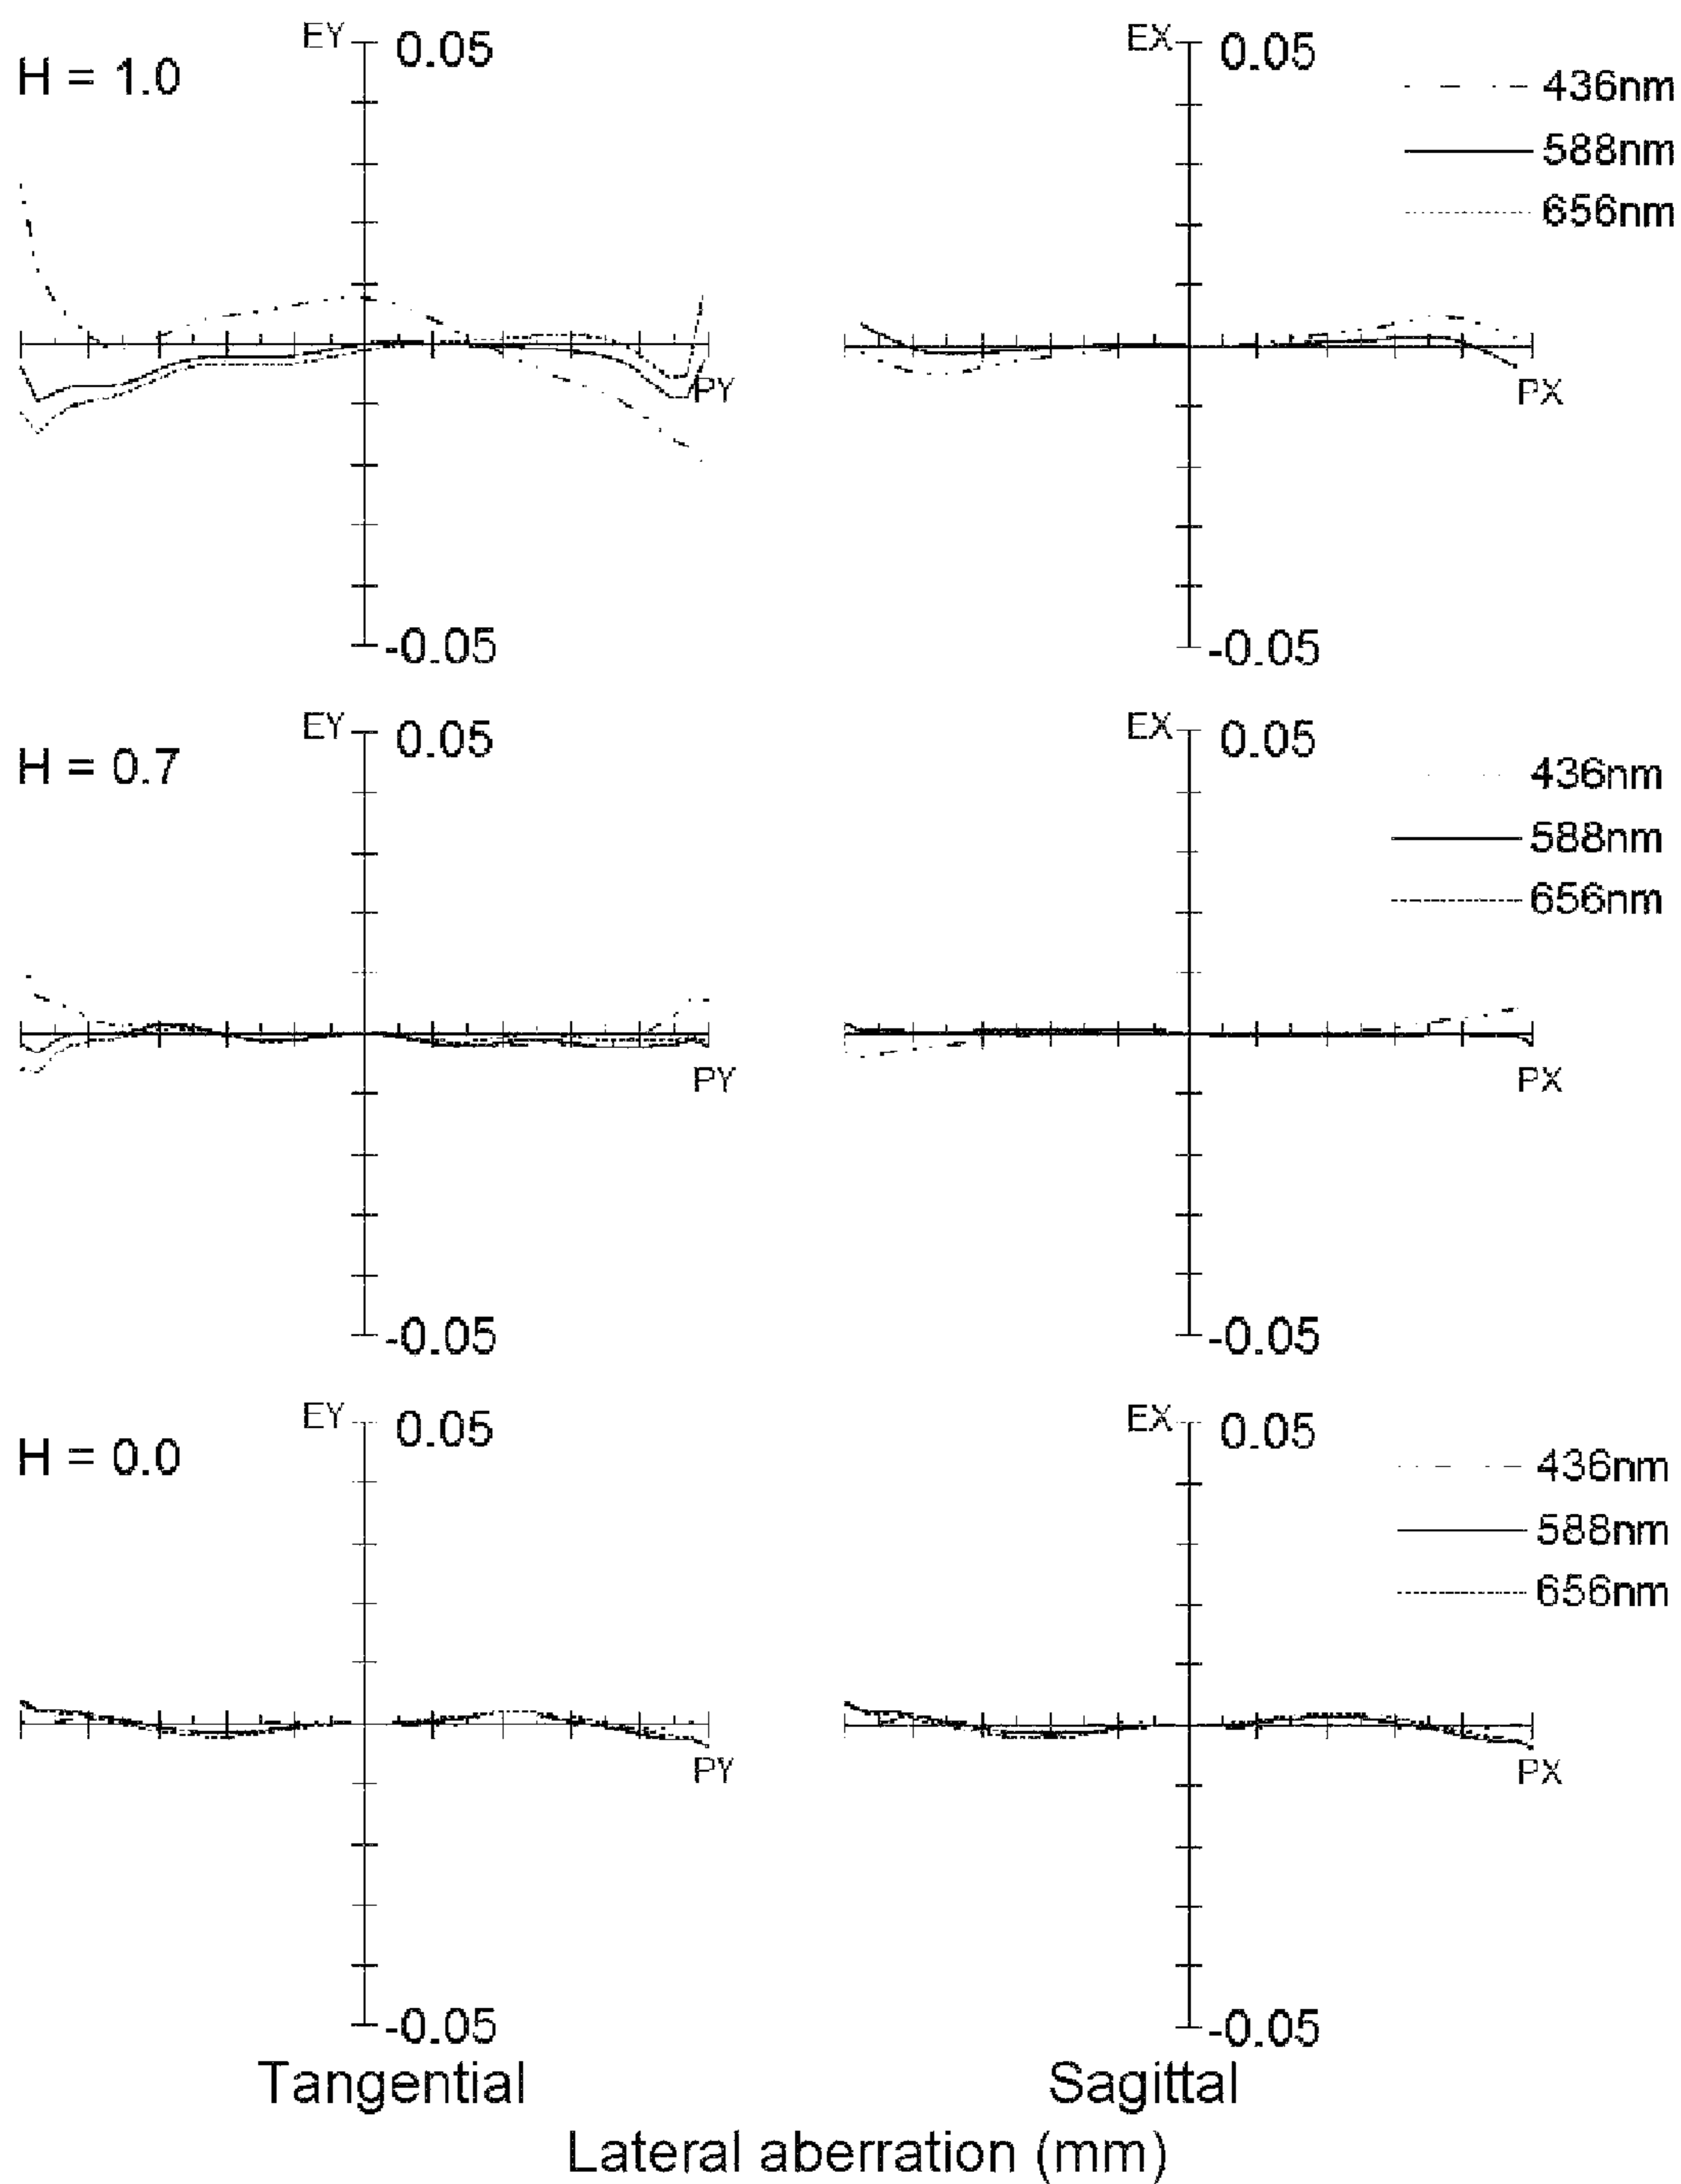 H = 1.0
EY
0.05
-0.05
PY
EX
0.05
-0.05
PX
436nm
588nm
656nm
H = 0.7
EY
0.05
-0.05
PY
EX
0.05
-0.05
PX
436nm
588nm
656nm
H = 0.0
EY
0.05
-0.05
PY
EX
0.05
-0.05
PX
436nm
588nm
656nm
Tangential
Sagittal
Lateral aberration (mm)